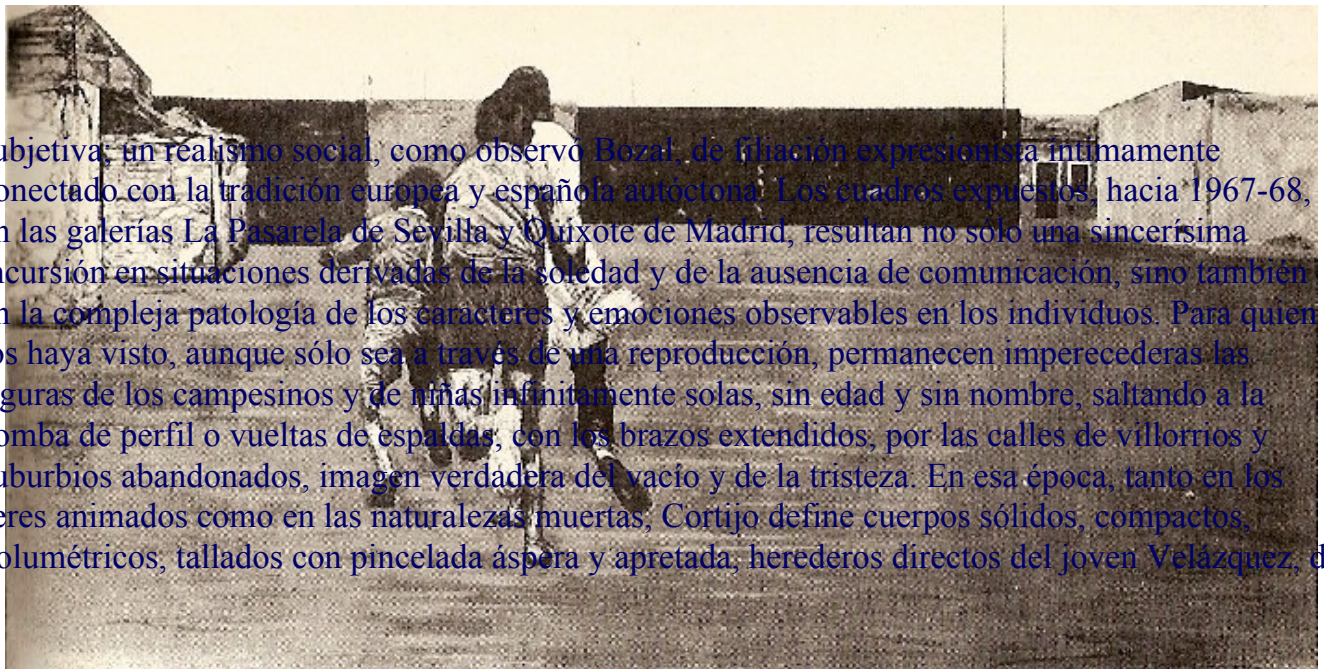 ubjetiva; un realismo social, como observó Bozal, de filiación expresionista íntimamente
onectado con la tradición europea y española autóctona. Los cuadros expuestos, hacia 1967-68,
n las galerías La Pasarela de Sevilla y Quixote de Madrid, resultan no sólo una sincerísima
ncursión en situaciones derivadas de la soledad y de la ausencia de comunicación, sino también
n la compleja patología de los caracteres y emociones observables en los individuos. Para quien
os haya visto, aunque sólo sea a través de una reproducción, permanecen imperecederas las
guras de los campesinos y de niñas infinitamente solas, sin edad y sin nombre, saltando a la
omba de perfil o vueltas de espaldas, con los brazos extendidos, por las calles de villorrios y
uburbios abandonados, imagen verdadera del vacío y de la tristeza. En esa época, tanto en los
eres animados como en las naturalezas muertas, Cortijo define cuerpos sólidos, compactos,
olumétricos, tallados con pincelada áspera y apretada, herederos directos del joven Velázquez, d